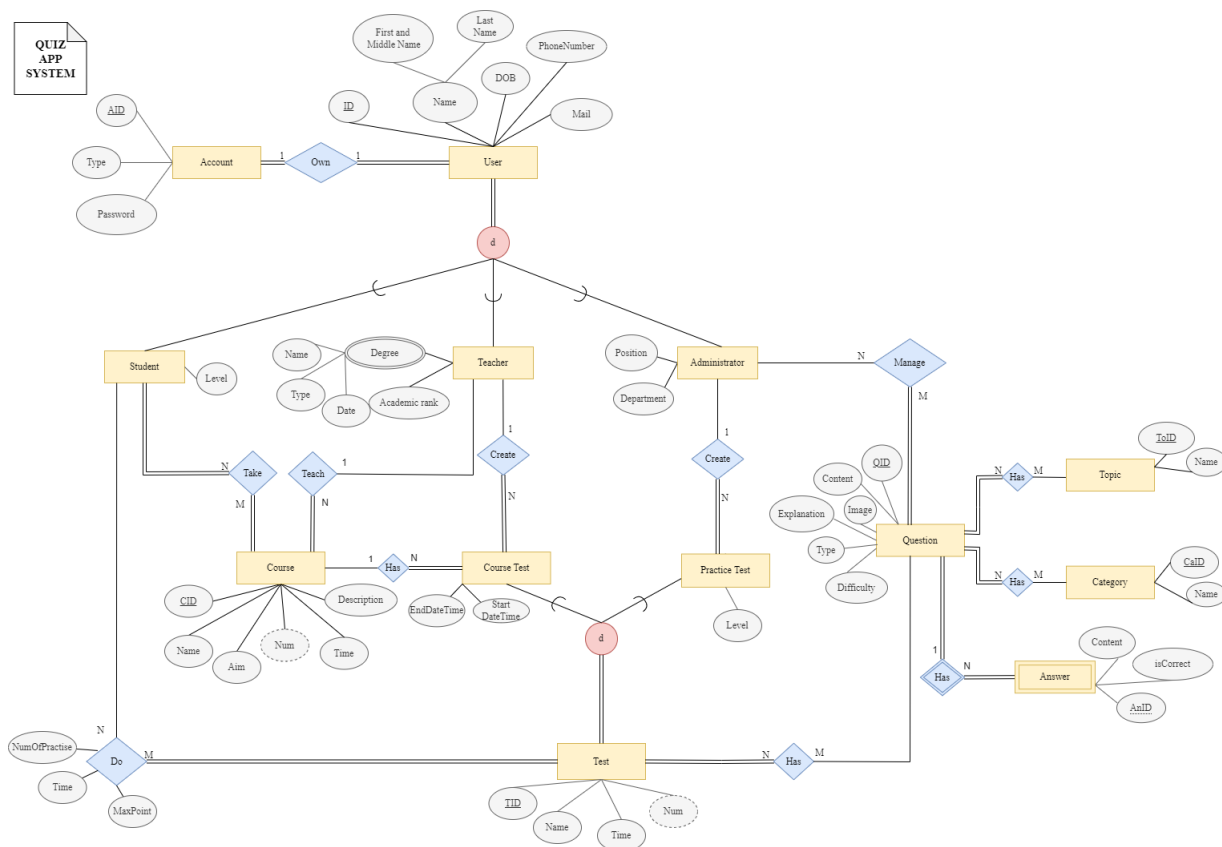 QUIZ
APP
SYSTEM
First and
Middle Name
Last
Name
PhoneNumber
DOB
Name
ID
Mail
AID
Type
Password
Account
1
Own
1
User
d
Student
Level
Name
Degree
Type
Date
Academic rank
Teacher
Position
Department
Administrator
N
Manage
M
1
Create
N
1
Create
N
N
Take
M
Teach
1
N
Course
1
Has
N
Course Test
Practice Test
CID
Name
Aim
Num
Time
Description
EndDateTime
Start
DateTime
Level
d
Content
QID
Image
Explanation
Type
Difficulty
Question
N
Has
M
Topic
ToID
Name
N
Has
M
Category
CaID
Name
1
Has
N
Answer
Content
isCorrect
AnID
N
Do
M
NumOfPractise
Time
MaxPoint
Test
N
Has
M
TID
Name
Time
Num